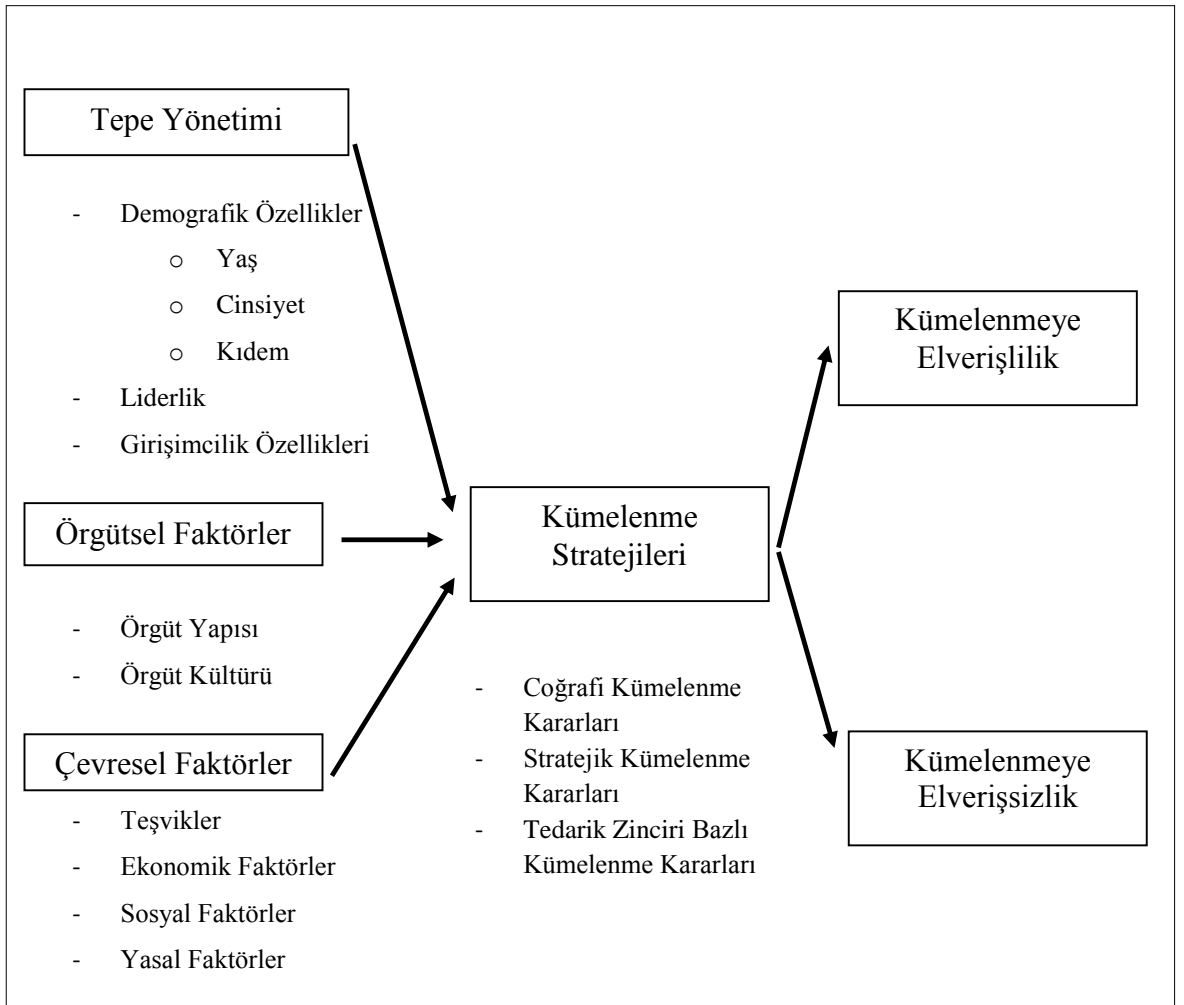 Tepe Yönetimi
- Demografik Özellikler
o Yaş
o Cinsiyet
o Kıdem
- Liderlik
- Girişimcilik Özellikleri
Örgütsel Faktörler
- Örgüt Yapısı
- Örgüt Kültürü
Çevresel Faktörler
- Teşvikler
- Ekonomik Faktörler
- Sosyal Faktörler
- Yasal Faktörler
Kümelenme
Stratejileri
- Coğrafi Kümelenme
Kararları
- Stratejik Kümelenme
Kararları
- Tedarik Zinciri Bazlı
Kümelenme Kararları
Kümelenmeye
Elverişlilik
Kümelenmeye
Elverişsizlik